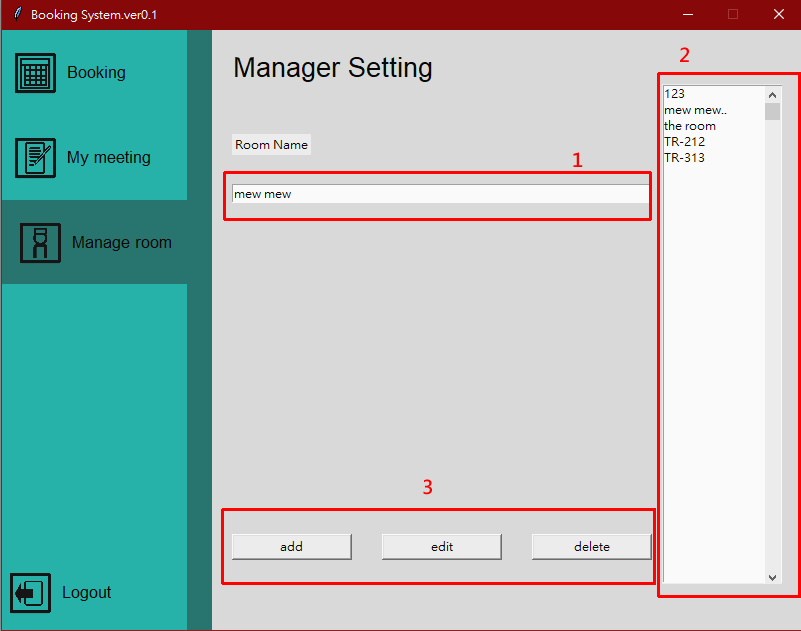 Booking System.ver0.1
Booking
My meeting
Manage room
Logout
Manager Setting
Room Name
1
mew mew
2
123
mew mew..
the room
TR-212
TR-313
3
add
edit
delete